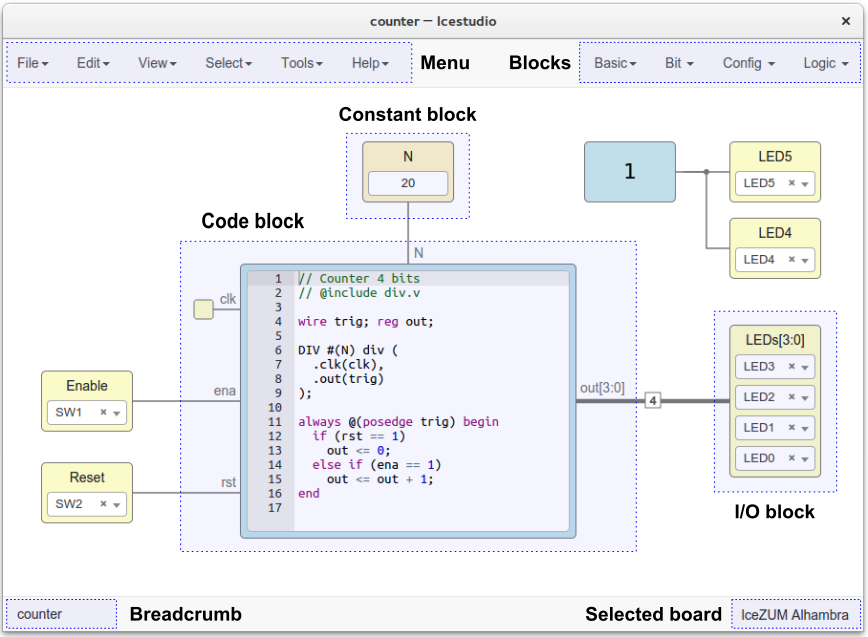 counter — Icestudio ×
File Edit View Select Tools Help Menu Blocks Basic Bit Config Logic
Constant block
N
20
1
LED5
LED5 ×
LED4
LED4 ×
Code block
N
clk
ena
rst
1 // Counter 4 bits
2 // @include div.v
3
4 wire trig; reg out;
5
6 DIV #(N) div (
7 .clk(clk),
8 .out(trig)
9 );
10
11 always @(posedge trig) begin
12 if (rst == 1)
13 out <= 0;
14 else if (ena == 1)
15 out <= out + 1;
16 end
17
Enable
SW1 ×
Reset
SW2 ×
out[3:0]
4
LEDs[3:0]
LED3 ×
LED2 ×
LED1 ×
LED0 ×
I/O block
counter Breadcrumb Selected board IceZUM Alhambra